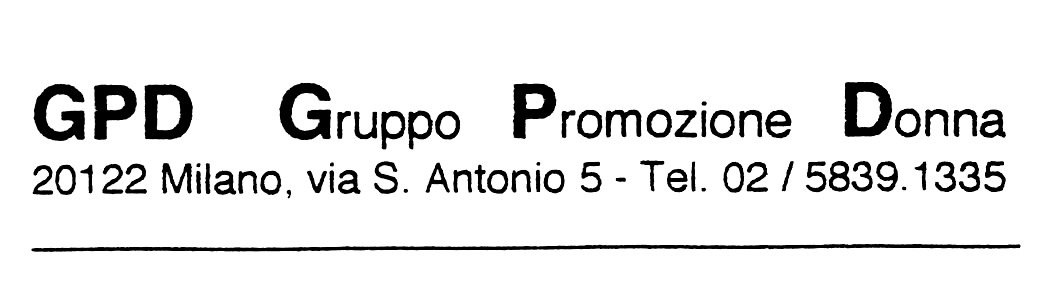 GPD Gruppo Promozione Donna
20122 Milano, via S. Antonio 5 - Tel. 02 / 5839.1335